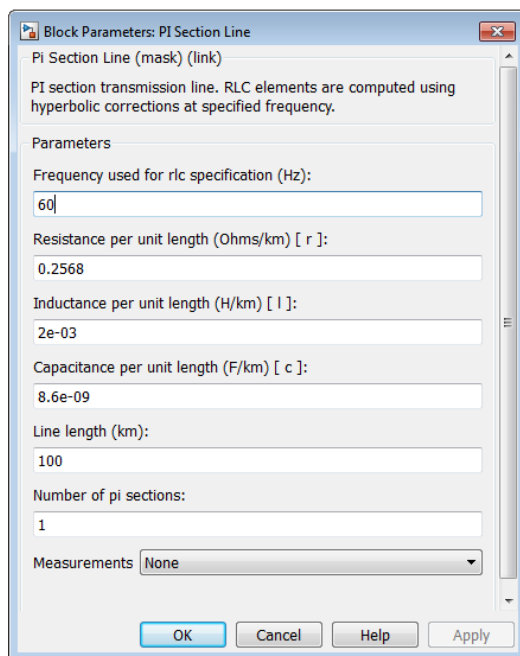 Block Parameters: PI Section Line
Pi Section Line (mask) (link)
PI section transmission line. RLC elements are computed using
hyperbolic corrections at specified frequency.
Parameters
Frequency used for rlc specification (Hz):
60
Resistance per unit length (Ohms/km) [ r ]:
0.2568
Inductance per unit length (H/km) [ l ]:
2e-03
Capacitance per unit length (F/km) [ c ]:
8.6e-09
Line length (km):
100
Number of pi sections:
1
Measurements None
OK Cancel Help Apply